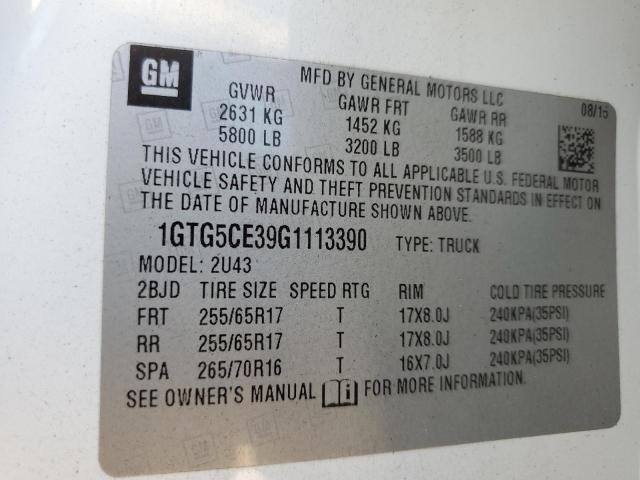 GM
MFD BY GENERAL MOTORS LLC
08/15
GVWR GAWR FRT GAWR RR
2631 KG 1452 KG 1588 KG
5800 LB 3200 LB 3500 LB
THIS VEHICLE CONFORMS TO ALL APPLICABLE U.S. FEDERAL MOTOR
VEHICLE SAFETY AND THEFT PREVENTION STANDARDS IN EFFECT ON
THE DATE OF MANUFACTURE SHOWN ABOVE.
1GTG5CE39G1113390 TYPE: TRUCK
MODEL: 2U43
2BJD TIRE SIZE SPEED RTG RIM COLD TIRE PRESSURE
FRT 255/65R17 T 17X8.0J 240KPA(35PSI)
RR 255/65R17 T 17X8.0J 240KPA(35PSI)
SPA 265/70R16 T 16X7.0J 240KPA(35PSI)
SEE OWNER'S MANUAL FOR MORE INFORMATION.